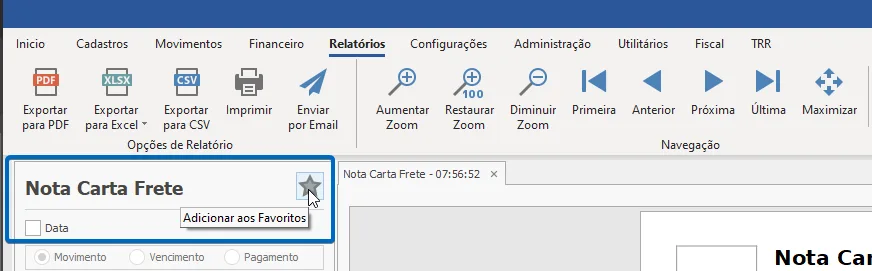 Inicio Cadastros Movimentos Financeiro Relatórios Configurações Administração Utilitários Fiscal TRR
PDF XLSX CSV 100
Exportar Exportar Exportar Imprimir Enviar Aumentar Restaurar Diminuir Primeira Anterior Próxima Última Maximizar
para PDF para Excel para CSV por Email Zoom Zoom Zoom
Opções de Relatório Navegação
Nota Carta Frete
Nota Carta Frete - 07:56:52 ×
Adicionar aos Favoritos
Data
Movimento Vencimento Pagamento
Nota Car